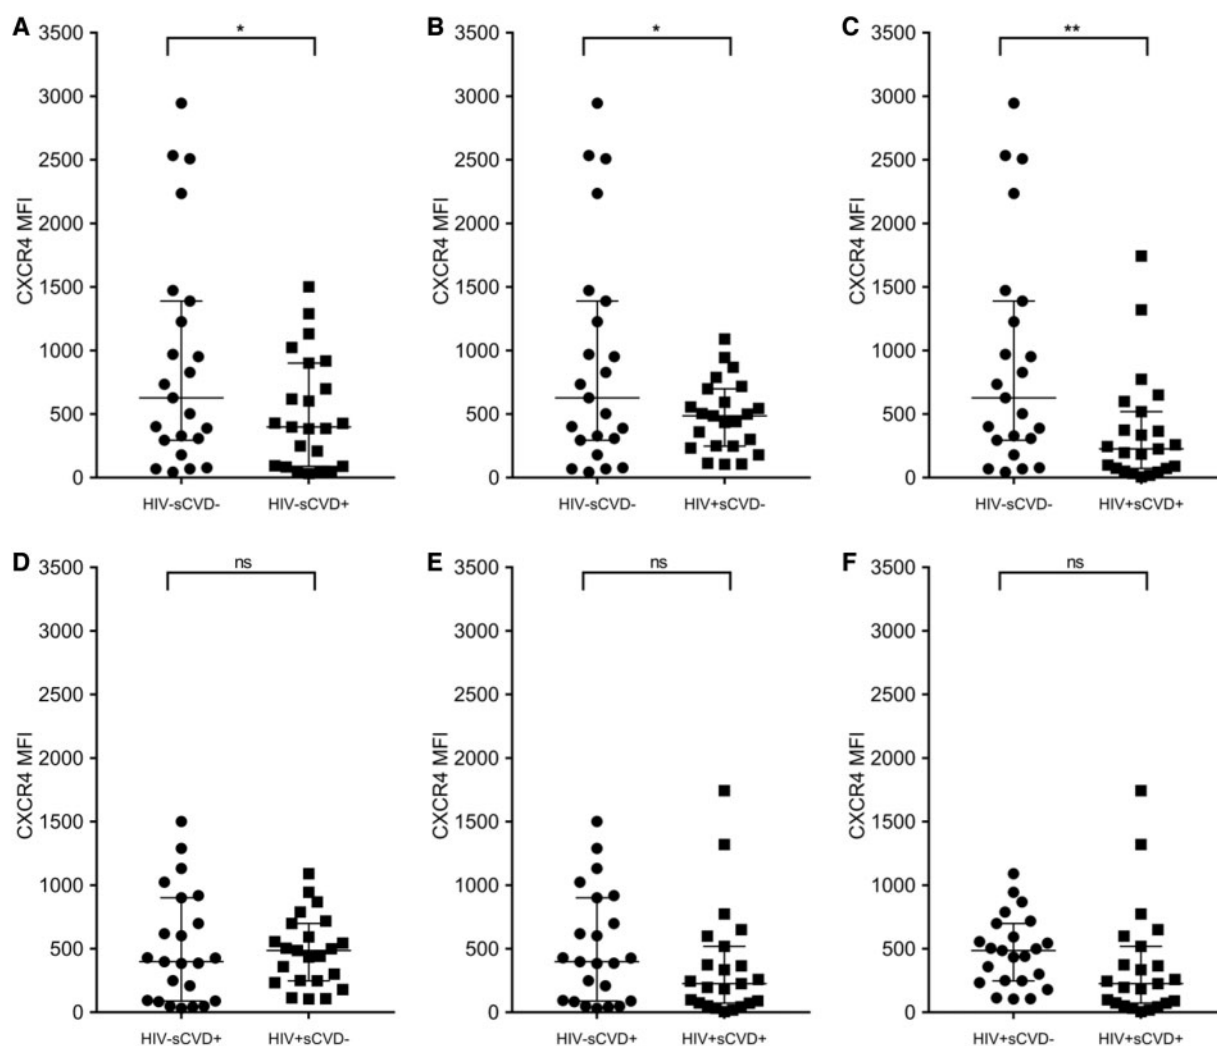 A
B
C
3500
3000
2500
2000
1500
1000
500
0
CXCR4 MFI
*
HIV-sCVD-
HIV-sCVD+
3500
3000
2500
2000
1500
1000
500
0
CXCR4 MFI
*
HIV-sCVD-
HIV+sCVD-
3500
3000
2500
2000
1500
1000
500
0
CXCR4 MFI
**
HIV-sCVD-
HIV+sCVD+
D
E
F
3500
3000
2500
2000
1500
1000
500
0
CXCR4 MFI
ns
HIV-sCVD+
HIV+sCVD-
3500
3000
2500
2000
1500
1000
500
0
CXCR4 MFI
ns
HIV-sCVD+
HIV+sCVD+
3500
3000
2500
2000
1500
1000
500
0
CXCR4 MFI
ns
HIV+sCVD-
HIV+sCVD+